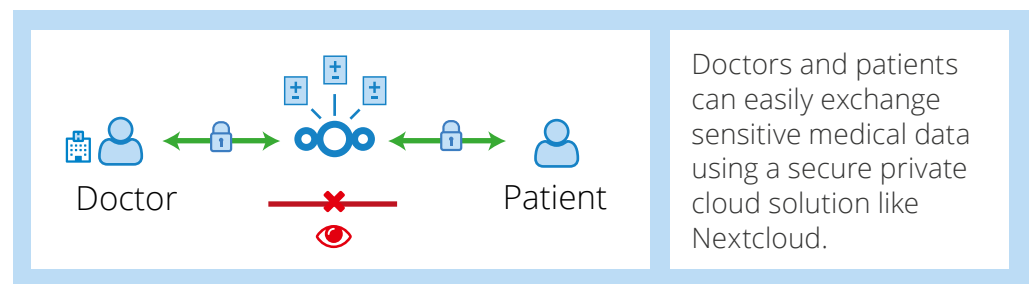 Doctor
Patient
Doctors and patients
can easily exchange
sensitive medical data
using a secure private
cloud solution like
Nextcloud.